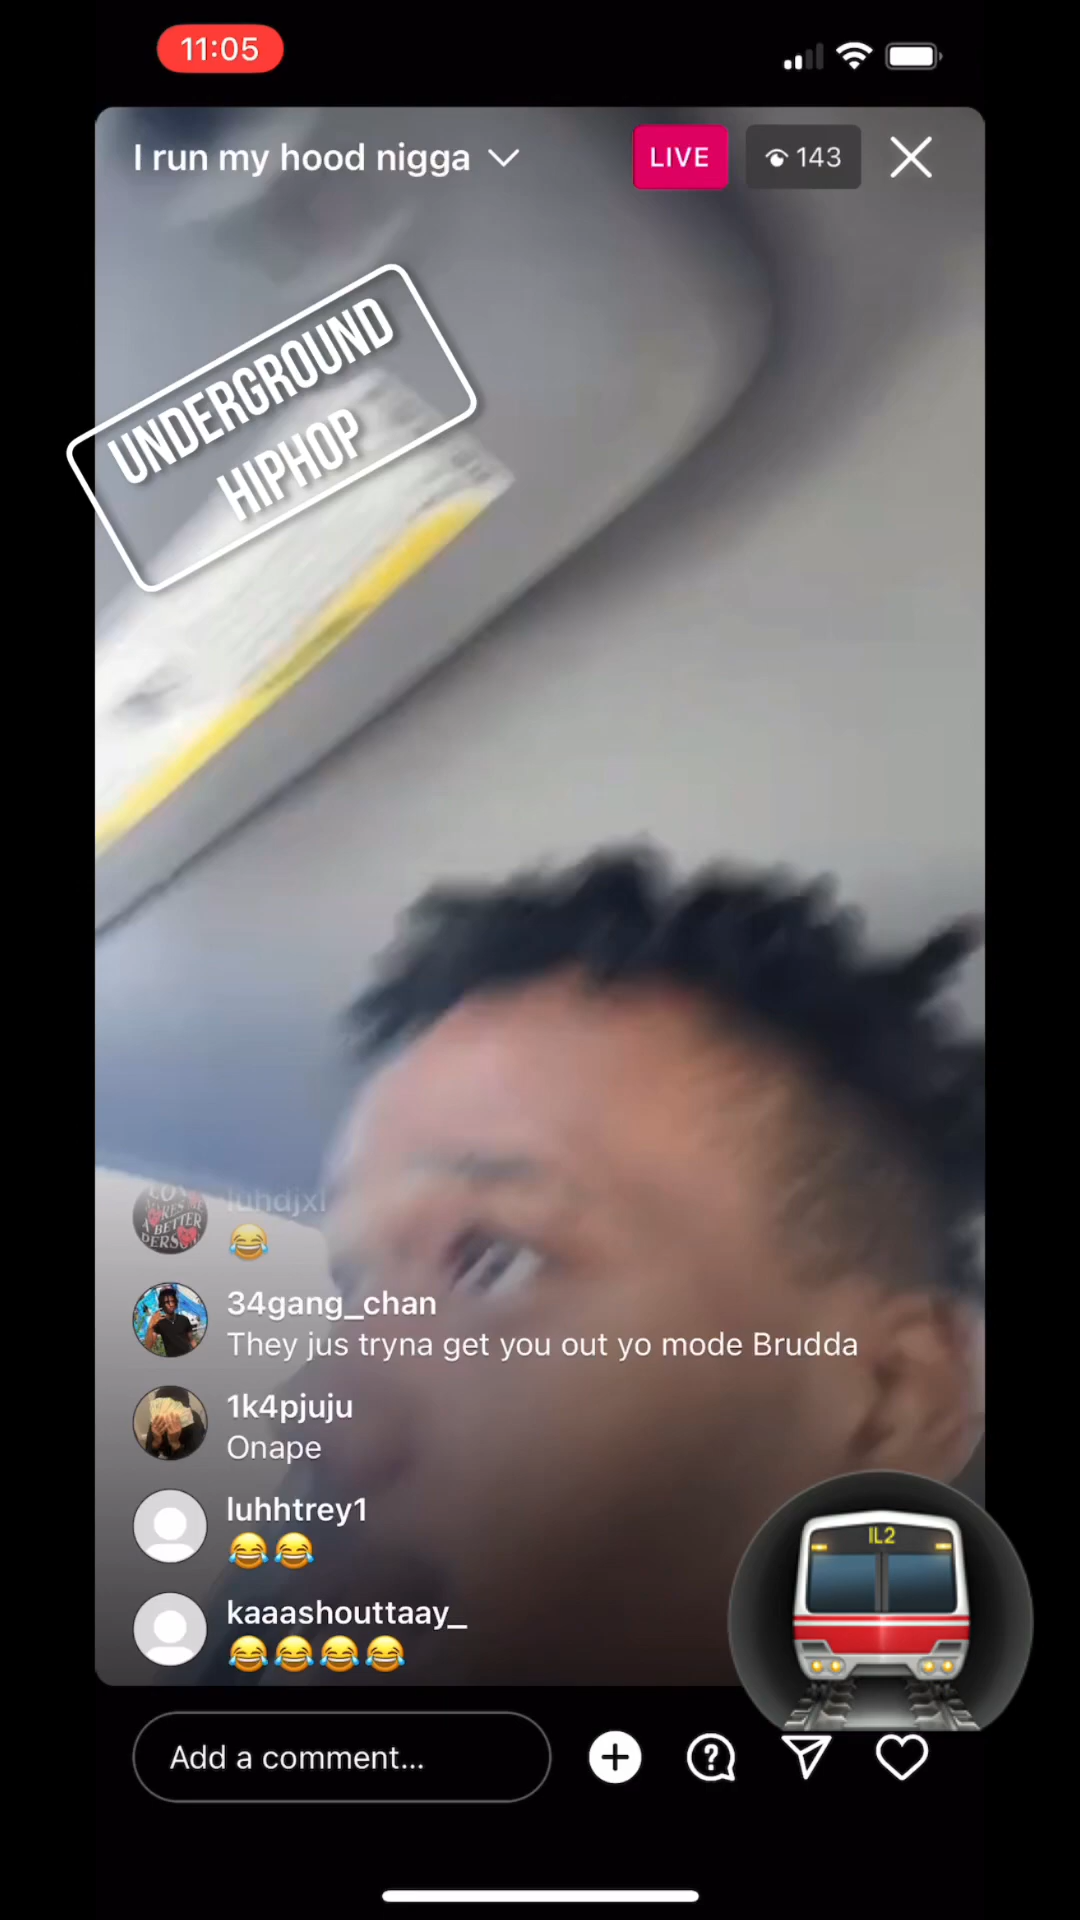 11:05
I run my hood nigga
LIVE
143
UNDERGROUND
HIPHOP
luhdjxl
😂
34gang_chan
They jus tryna get you out yo mode Brudda
1k4pjuju
Onape
luhhtrey1
😂😂
kaaashouttaay_
😂😂😂😂
IL2
Add a comment...